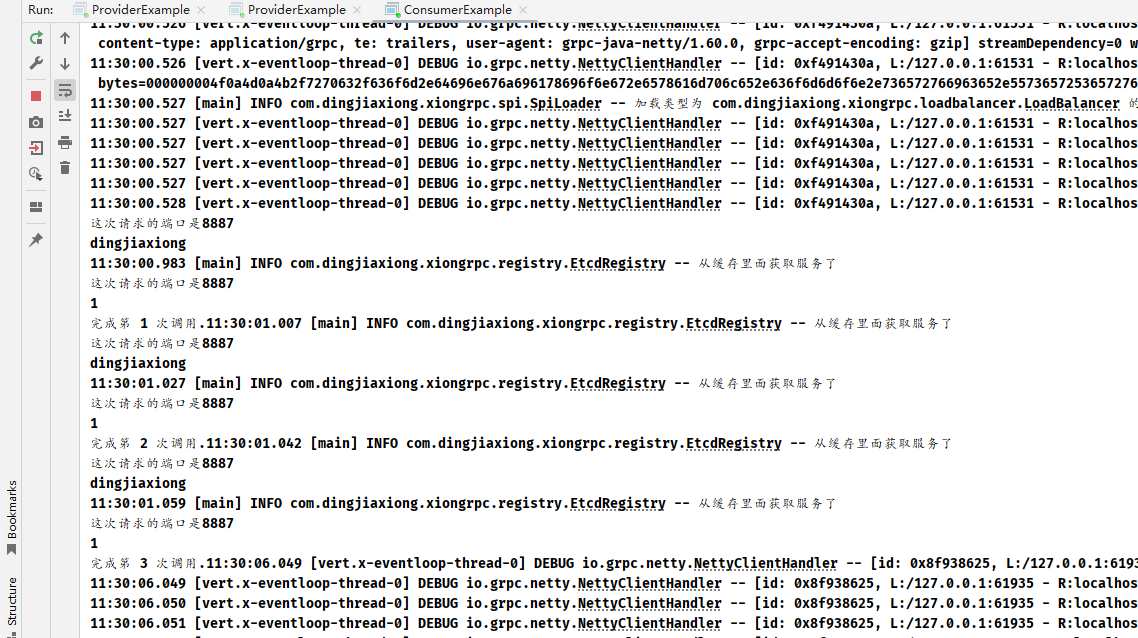 Run: ProviderExample × ProviderExample × ConsumerExample ×
11:30:00.526 [vert.x-eventloop-thread-0] DEBUG io.grpc.netty.NettyClientHandler -- [id: 0xf491430a, L:/127.0.0.1:61531 - R:localhos
content-type: application/grpc, te: trailers, user-agent: grpc-java-netty/1.60.0, grpc-accept-encoding: gzip] streamDependency=0 w
11:30:00.526 [vert.x-eventloop-thread-0] DEBUG io.grpc.netty.NettyClientHandler -- [id: 0xf491430a, L:/127.0.0.1:61531 - R:localhos
11:30:00.527 [main] INFO com.dingjiaxiong.xiongrpc.spi.SpiLoader -- 加载类型为 com.dingjiaxiong.xiongrpc.loadbalancer.LoadBalancer 的
11:30:00.527 [vert.x-eventloop-thread-0] DEBUG io.grpc.netty.NettyClientHandler -- [id: 0xf491430a, L:/127.0.0.1:61531 - R:localhos
11:30:00.527 [vert.x-eventloop-thread-0] DEBUG io.grpc.netty.NettyClientHandler -- [id: 0xf491430a, L:/127.0.0.1:61531 - R:localhos
11:30:00.527 [vert.x-eventloop-thread-0] DEBUG io.grpc.netty.NettyClientHandler -- [id: 0xf491430a, L:/127.0.0.1:61531 - R:localhos
11:30:00.527 [vert.x-eventloop-thread-0] DEBUG io.grpc.netty.NettyClientHandler -- [id: 0xf491430a, L:/127.0.0.1:61531 - R:localhos
11:30:00.528 [vert.x-eventloop-thread-0] DEBUG io.grpc.netty.NettyClientHandler -- [id: 0xf491430a, L:/127.0.0.1:61531 - R:localhos
这次请求的端口是8887
dingjiaxiong
11:30:00.983 [main] INFO com.dingjiaxiong.xiongrpc.registry.EtcdRegistry -- 从缓存里面获取服务了
这次请求的端口是8887
1
完成第 1 次调用.11:30:01.007 [main] INFO com.dingjiaxiong.xiongrpc.registry.EtcdRegistry -- 从缓存里面获取服务了
这次请求的端口是8887
dingjiaxiong
11:30:01.027 [main] INFO com.dingjiaxiong.xiongrpc.registry.EtcdRegistry -- 从缓存里面获取服务了
这次请求的端口是8887
1
完成第 2 次调用.11:30:01.042 [main] INFO com.dingjiaxiong.xiongrpc.registry.EtcdRegistry -- 从缓存里面获取服务了
这次请求的端口是8887
dingjiaxiong
11:30:01.059 [main] INFO com.dingjiaxiong.xiongrpc.registry.EtcdRegistry -- 从缓存里面获取服务了
这次请求的端口是8887
1
完成第 3 次调用.11:30:06.049 [vert.x-eventloop-thread-0] DEBUG io.grpc.netty.NettyClientHandler -- [id: 0x8f938625, L:/127.0.0.1:6193
11:30:06.049 [vert.x-eventloop-thread-0] DEBUG io.grpc.netty.NettyClientHandler -- [id: 0x8f938625, L:/127.0.0.1:61935 - R:localhos
11:30:06.050 [vert.x-eventloop-thread-0] DEBUG io.grpc.netty.NettyClientHandler -- [id: 0x8f938625, L:/127.0.0.1:61935 - R:localhos
11:30:06.051 [vert.x-eventloop-thread-0] DEBUG io.grpc.netty.NettyClientHandler -- [id: 0x8f938625, L:/127.0.0.1:61935 - R:localhos
Bookmarks
Structure